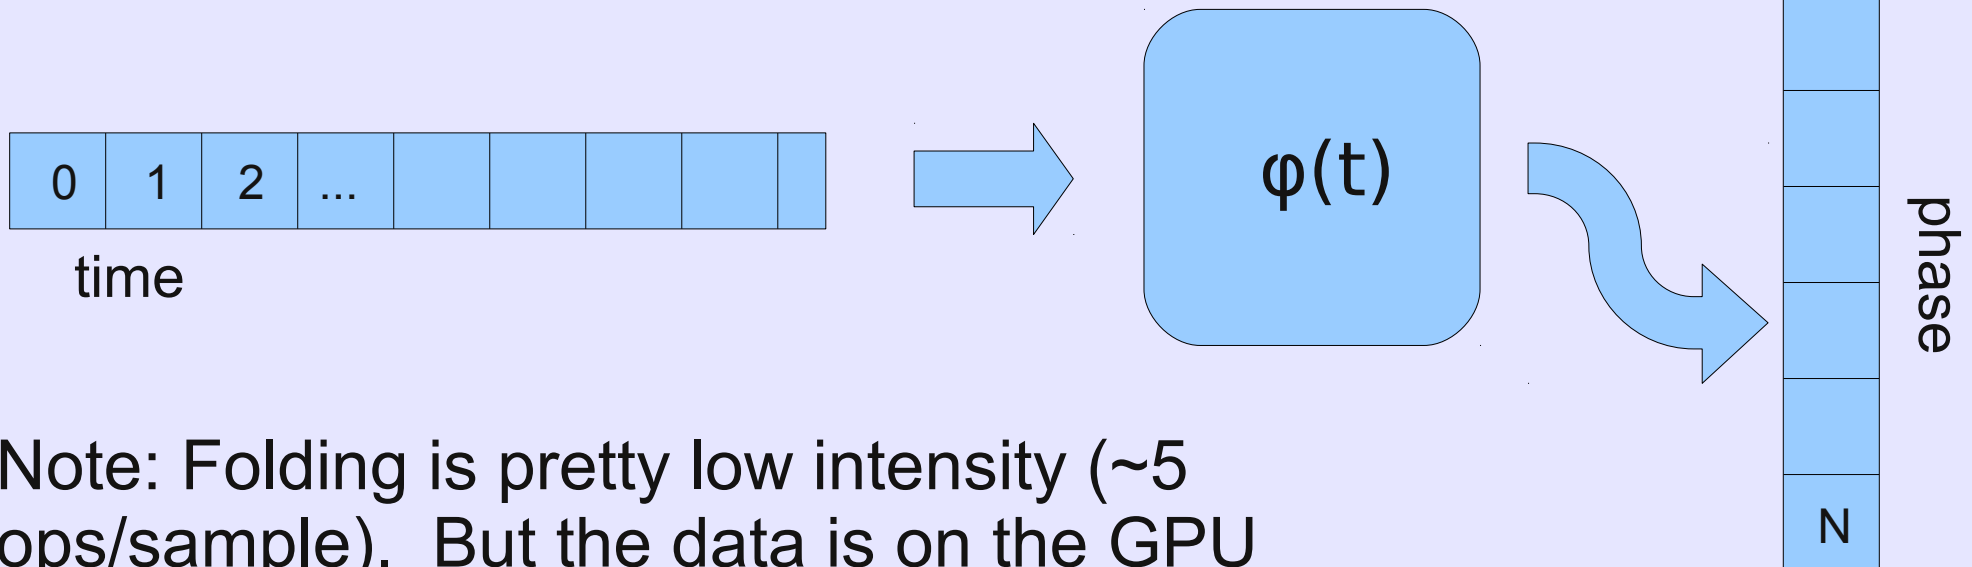 0 1 2 ...
time
φ(t)
phase
N
Note: Folding is pretty low intensity (~5
ops/sample). But the data is on the GPU